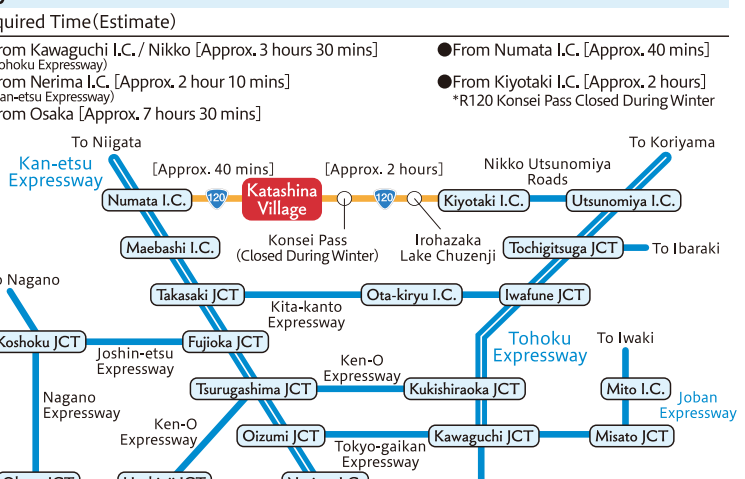 quired Time(Estimate)
rom Kawaguchi I.C. / Nikko [Approx. 3 hours 30 mins]
ohoku Expressway)
rom Nerima I.C. [Approx. 2 hour 10 mins]
an-etsu Expressway)
rom Osaka [Approx. 7 hours 30 mins]
●From Numata I.C. [Approx. 40 mins]
●From Kiyotaki I.C. [Approx. 2 hours]
*R120 Konsei Pass Closed During Winter
To Niigata
To Koriyama
Kan-etsu
Expressway
[Approx. 40 mins]
[Approx. 2 hours]
Nikko Utsunomiya
Roads
Numata I.C.
120
Katashina
Village
120
Kiyotaki I.C.
Utsunomiya I.C.
Konsei Pass
(Closed During Winter)
Irohazaka
Lake Chuzenji
Maebashi I.C.
Tochigitsuga JCT
To Ibaraki
o Nagano
Takasaki JCT
Kita-kanto
Expressway
Ota-kiryu I.C.
Iwafune JCT
Koshoku JCT
Joshin-etsu
Expressway
Fujioka JCT
Tohoku
Expressway
To Iwaki
Ken-O
Expressway
Tsurugashima JCT
Kukishiraoka JCT
Mito I.C.
Joban
Expressway
Nagano
Expressway
Ken-O
Expressway
Oizumi JCT
Tokyo-gaikan
Expressway
Kawaguchi JCT
Misato JCT